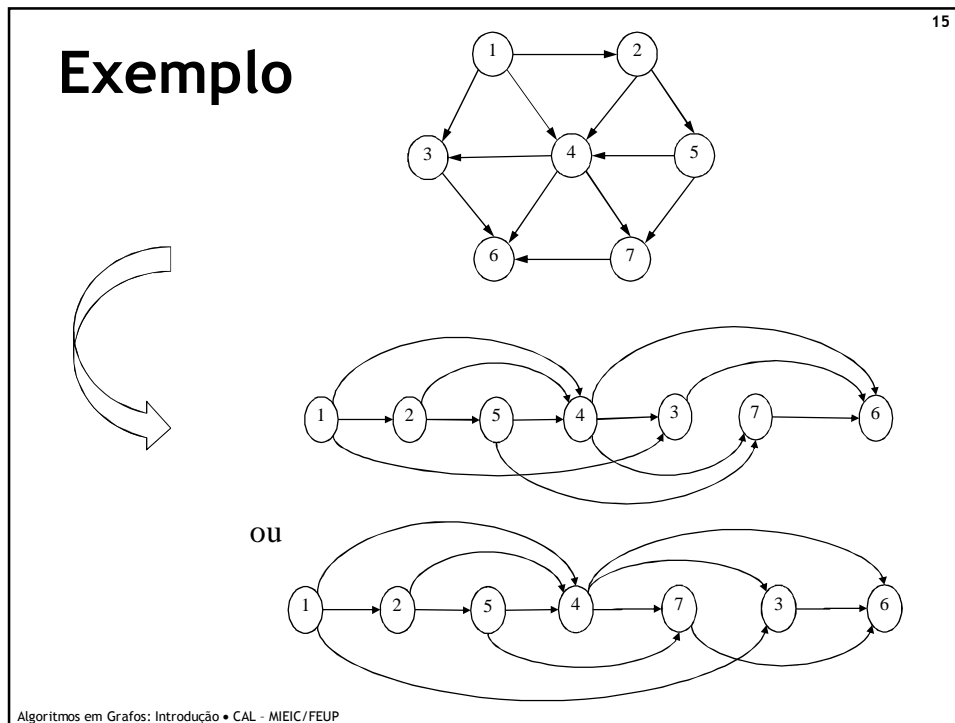 15
Exemplo
1 2
3 4 5
6 7
1 2 5 4 3 7 6
ou
1 2 5 4 7 3 6
Algoritmos em Grafos: Introdução • CAL - MIEIC/FEUP